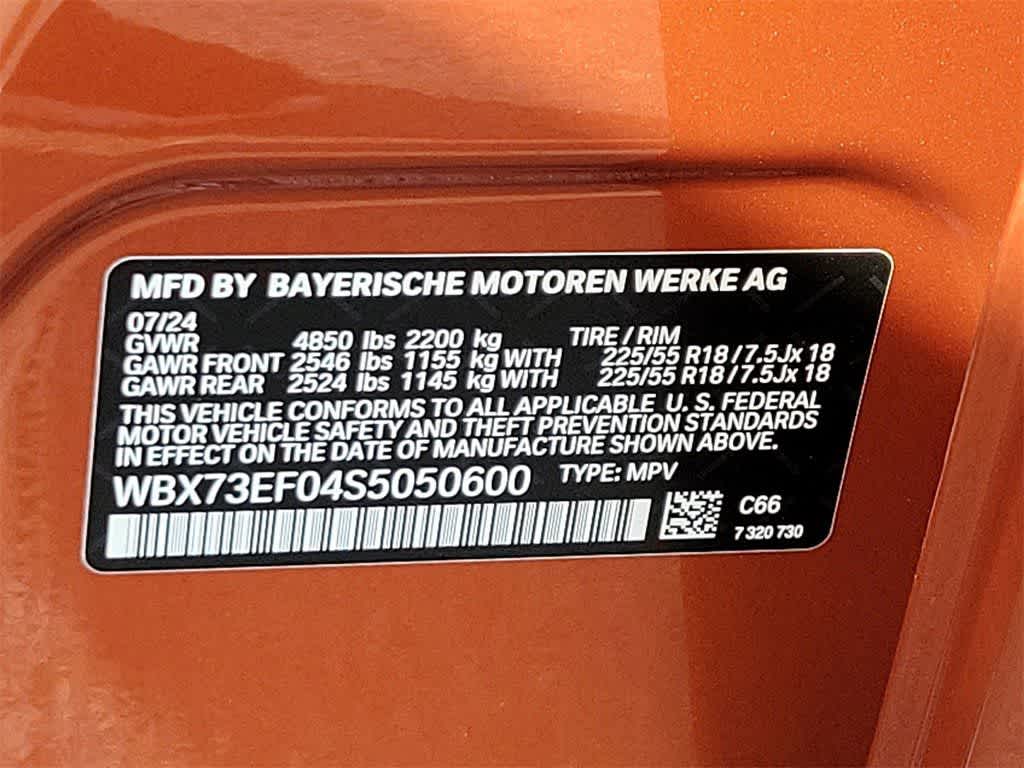 MFD BY BAYERISCHE MOTOREN WERKE AG
07/24
GVWR 4850 lbs 2200 kg TIRE / RIM
GAWR FRONT 2546 lbs 1155 kg WITH 225/55 R18 / 7.5Jx 18
GAWR REAR 2524 lbs 1145 kg WITH 225/55 R18 / 7.5Jx 18
THIS VEHICLE CONFORMS TO ALL APPLICABLE U. S. FEDERAL
MOTOR VEHICLE SAFETY AND THEFT PREVENTION STANDARDS
IN EFFECT ON THE DATE OF MANUFACTURE SHOWN ABOVE.
WBX73EF04S5050600 TYPE: MPV
C66
7 320 730